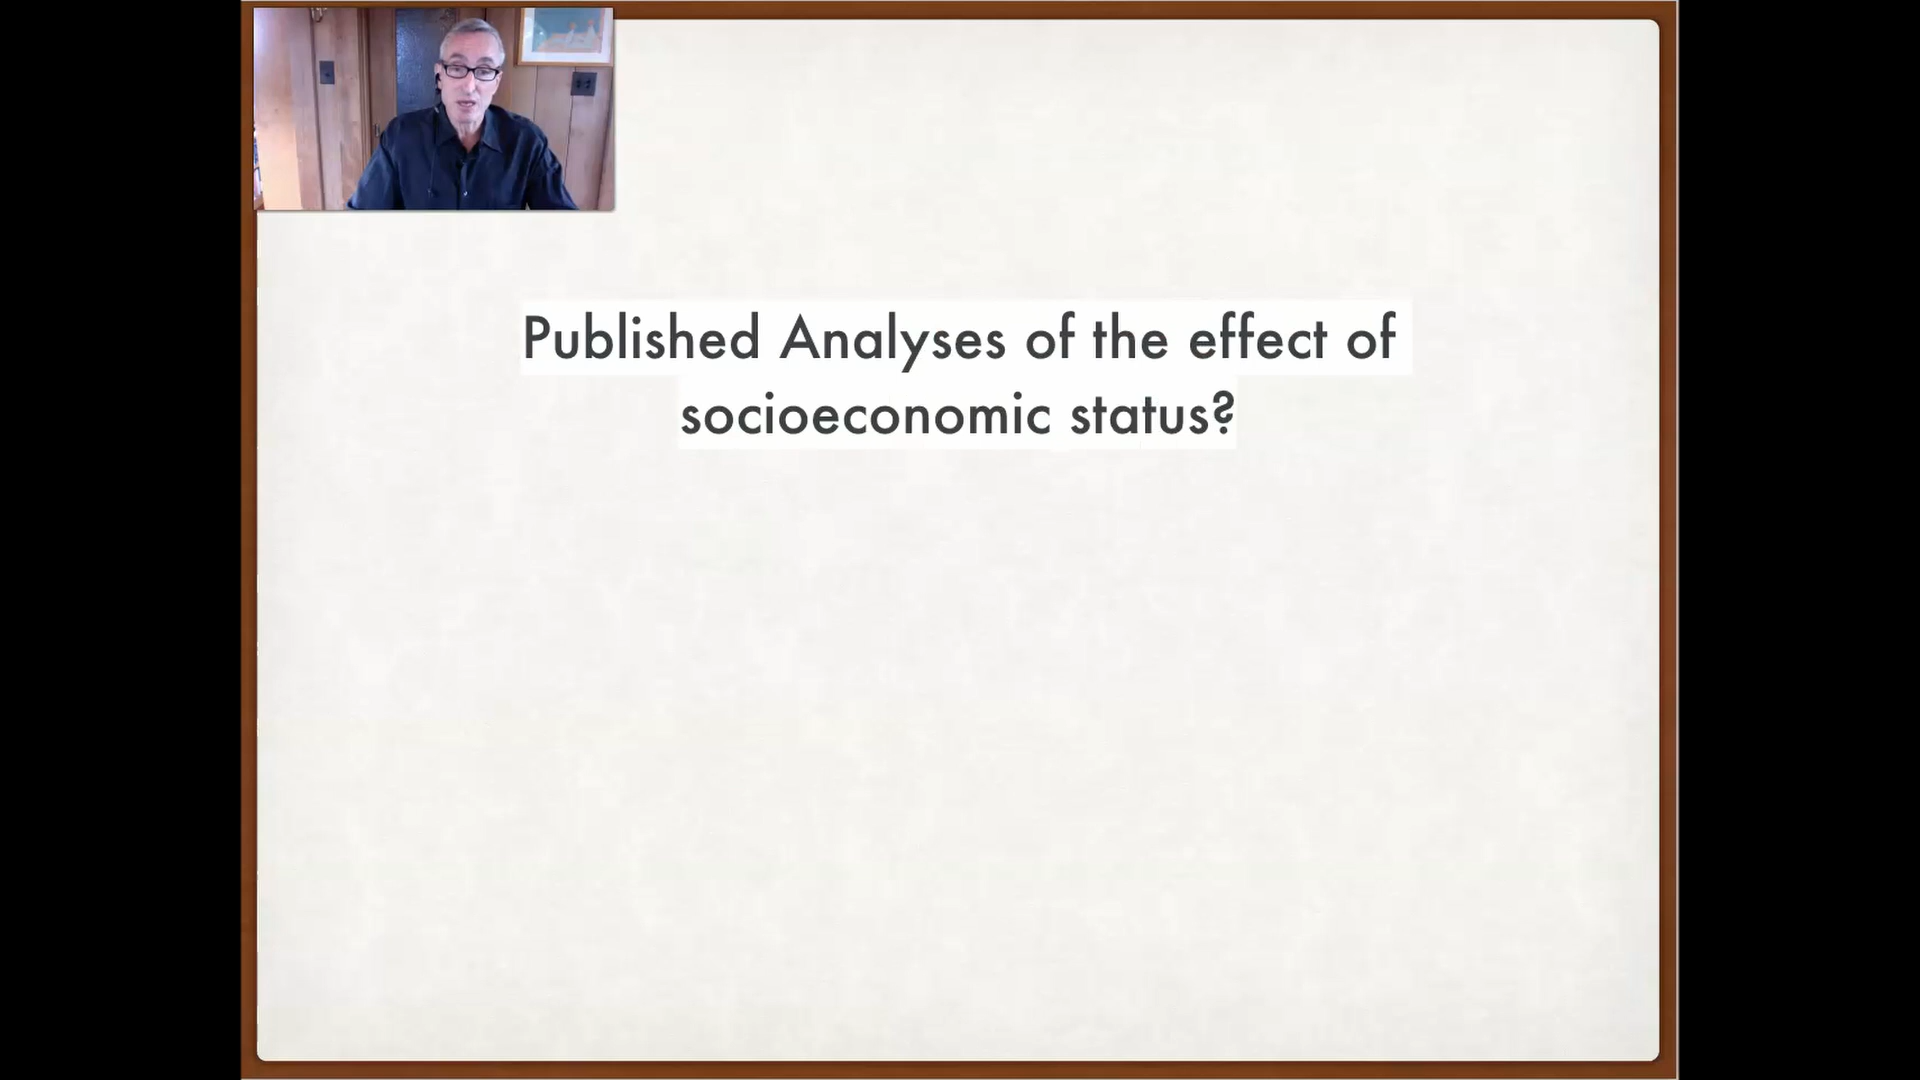 Published Analyses of the effect of
socioeconomic status?